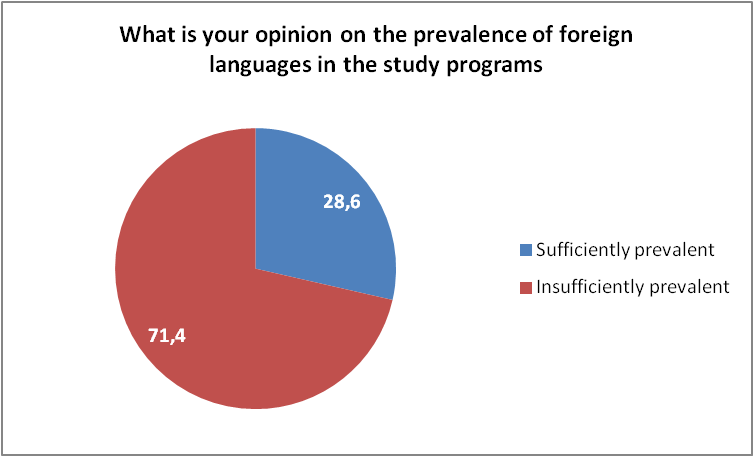 What is your opinion on the prevalence of foreign
languages in the study programs
28,6
71,4
Sufficiently prevalent
Insufficiently prevalent